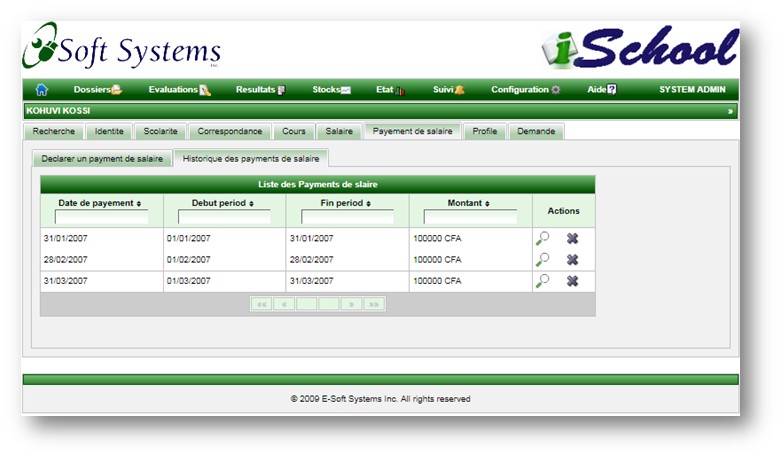 Soft Systems Inc.
iSchool
Dossiers Evaluations Resultats Stocks Etat Suivi Configuration Aide SYSTEM ADMIN
KOHUVI KOSSI »
Recherche Identite Scolarite Correspondance Cours Salaire Payement de salaire Profile Demande
Declarer un payment de salaire Historique des payments de salaire
Liste des Payments de slaire
Date de payement Debut period Fin period Montant Actions
31/01/2007 01/01/2007 31/01/2007 100000 CFA
28/02/2007 01/02/2007 28/02/2007 100000 CFA
31/03/2007 01/03/2007 31/03/2007 100000 CFA
«« « » »»
© 2009 E-Soft Systems Inc. All rights reserved